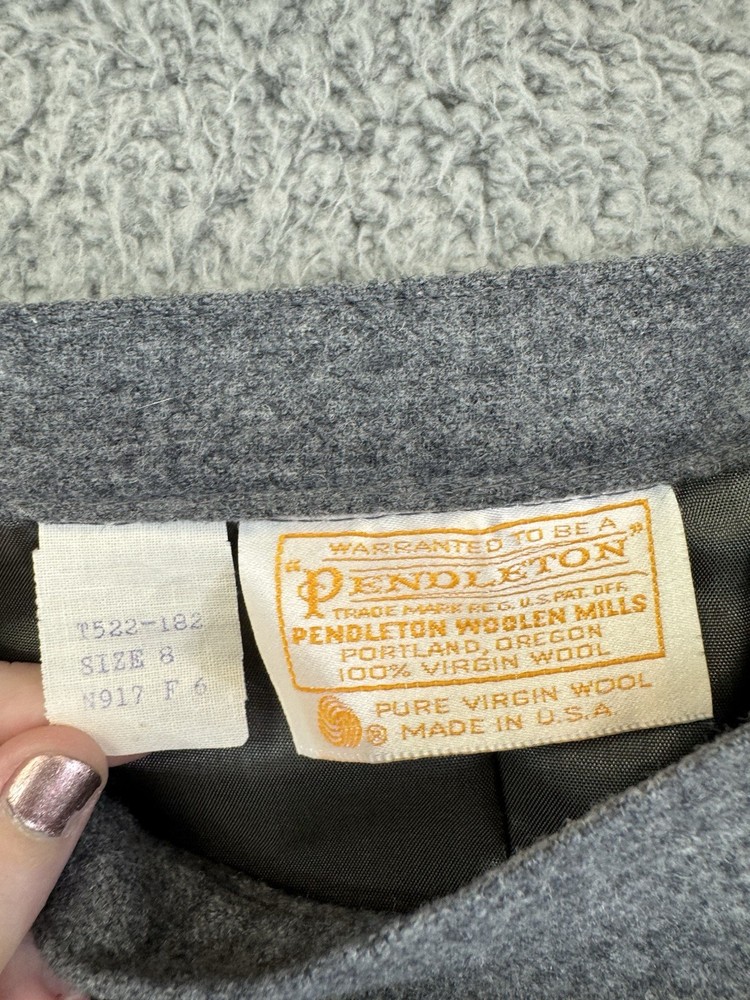 T522-182
SIZE 8
N917 F 6
WARRANTED TO BE A
"PENDLETON"
TRADE MARK REG. U.S. PAT. OFF.
PENDLETON WOOLEN MILLS
PORTLAND, OREGON
100% VIRGIN WOOL
PURE VIRGIN WOOL
® MADE IN U.S.A.